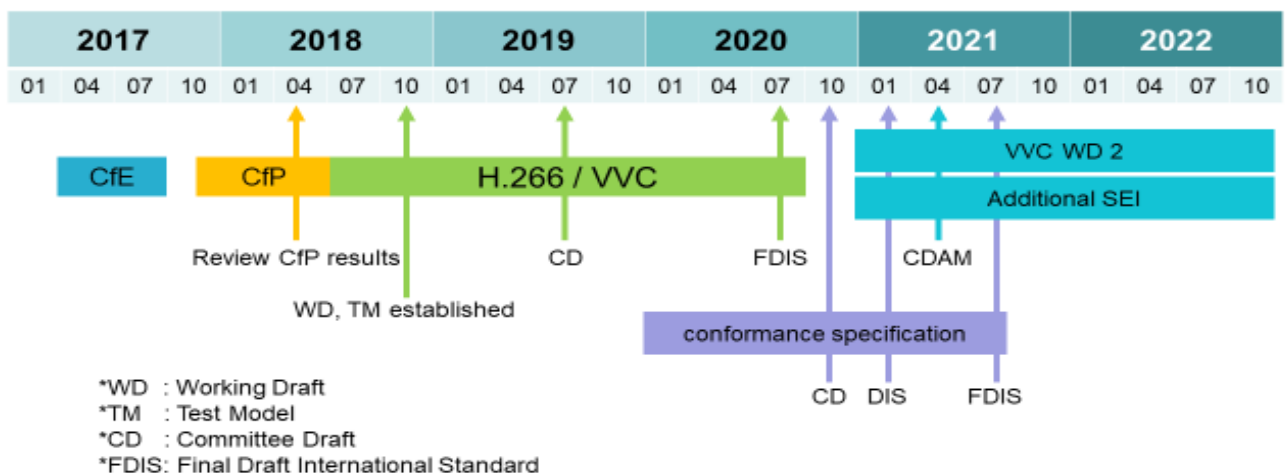 2017 2018 2019 2020 2021 2022
01 04 07 10 01 04 07 10 01 04 07 10 01 04 07 10 01 04 07 10 01 04 07 10
VVC WD 2
CfE CfP H.266 / VVC
Additional SEI
Review CfP results CD FDIS CDAM
WD, TM established
conformance specification
CD DIS FDIS
*WD : Working Draft
*TM : Test Model
*CD : Committee Draft
*FDIS: Final Draft International Standard